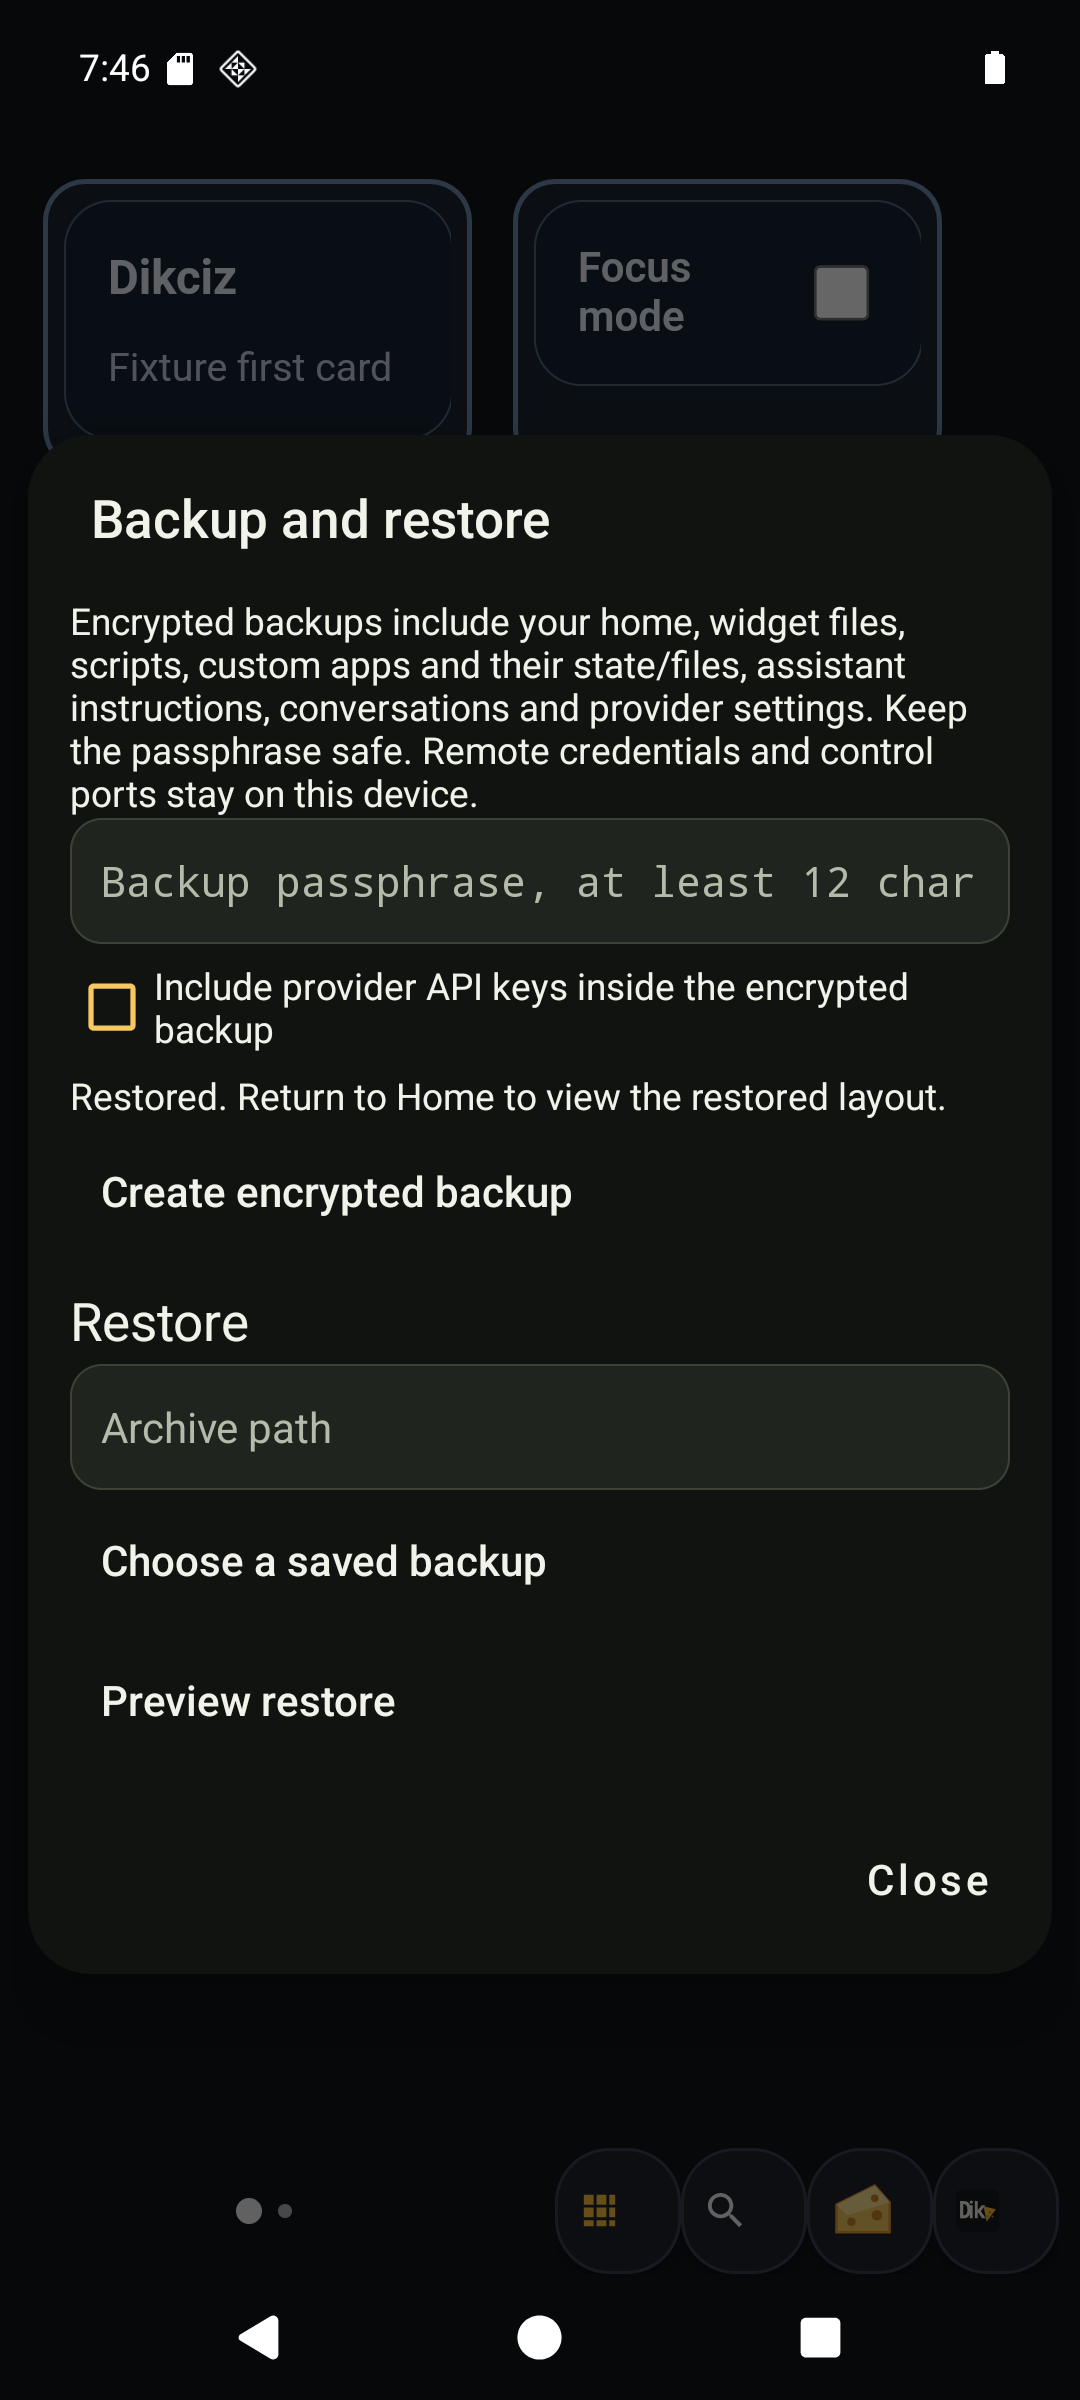 7:46
Dikciz
Fixture first card
Focus
mode
Backup and restore
Encrypted backups include your home, widget files,
scripts, custom apps and their state/files, assistant
instructions, conversations and provider settings. Keep
the passphrase safe. Remote credentials and control
ports stay on this device.
Backup passphrase, at least 12 char
Include provider API keys inside the encrypted
backup
Restored. Return to Home to view the restored layout.
Create encrypted backup
Restore
Archive path
Choose a saved backup
Preview restore
Close
Dik